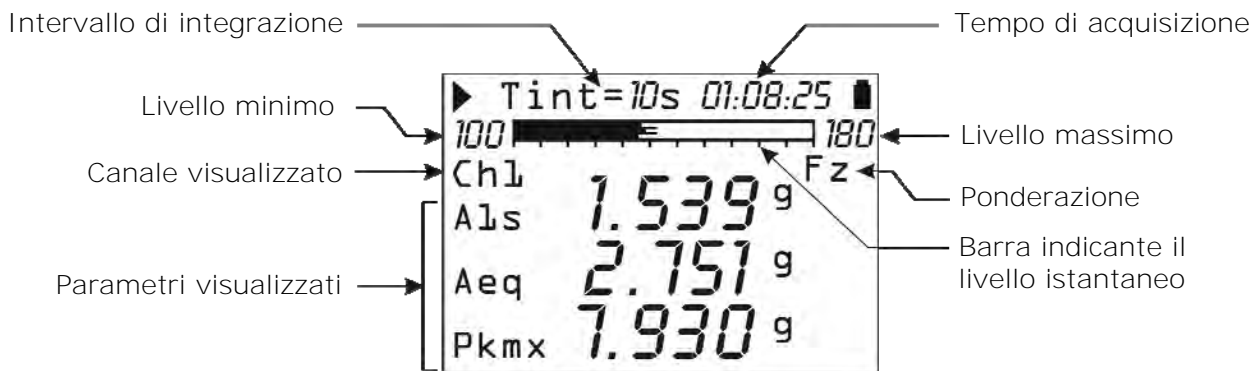 Intervallo di integrazione
Tempo di acquisizione
Tint=10s 01:08:25
Livello minimo
100
180
Livello massimo
Canale visualizzato
Ch1
Fz
Ponderazione
A1s 1.539 g
Barra indicante il
livello istantaneo
Parametri visualizzati
Aeq 2.751 g
Pkmx 7.930 g